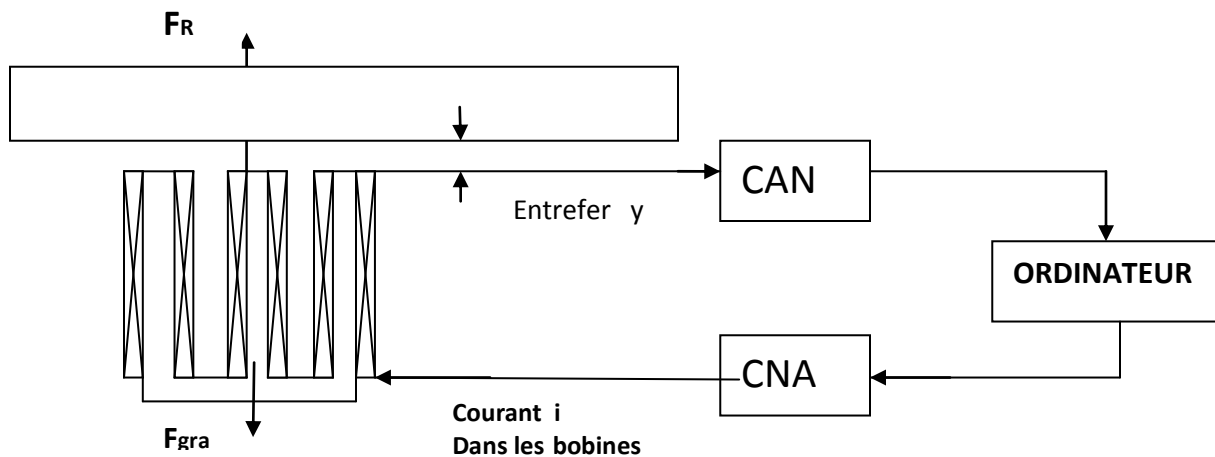 FR
CAN
Entrefer y
ORDINATEUR
CNA
Courant i
Dans les bobines
Fgra